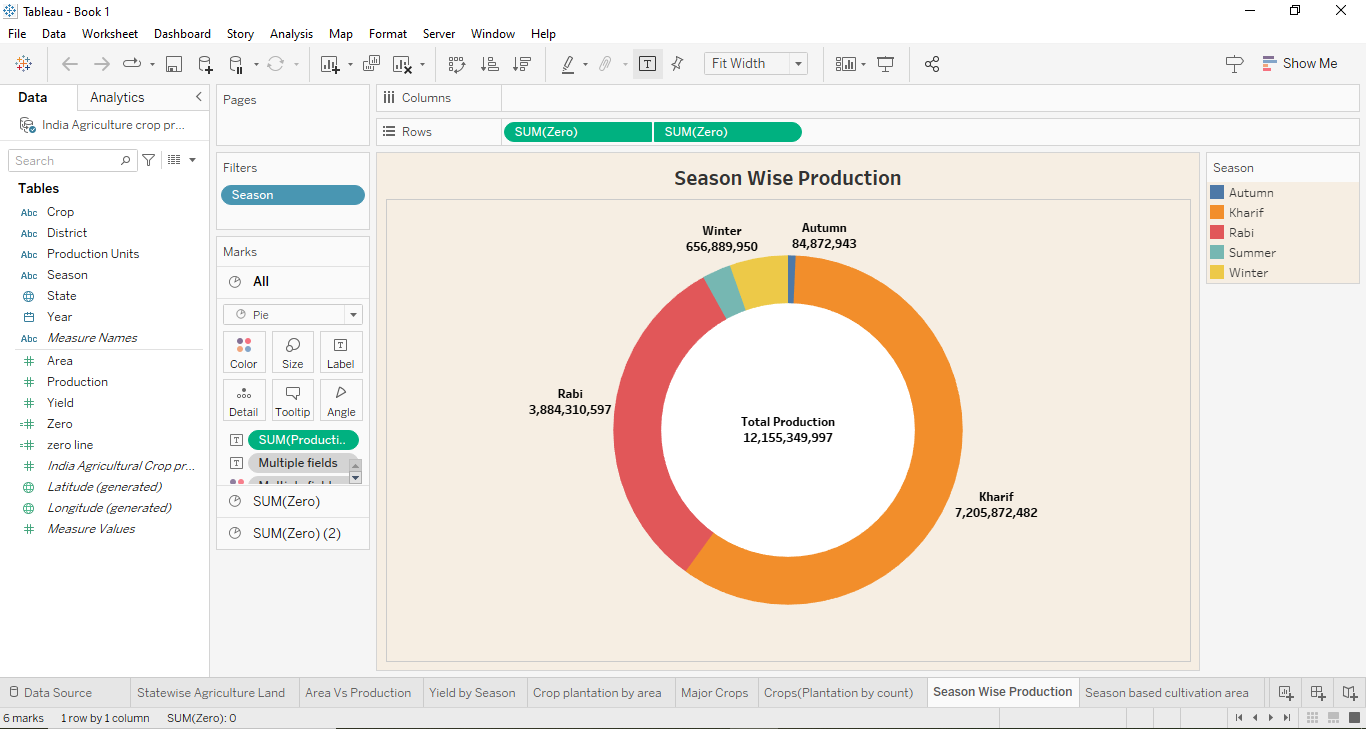 Tableau - Book 1
File Data Worksheet Dashboard Story Analysis Map Format Server Window Help
Fit Width
Show Me
Data Analytics
India Agriculture crop pr...
Search
Tables
Abc Crop
Abc District
Abc Production Units
Abc Season
State
Year
Abc Measure Names
Area
Production
Yield
Zero
zero line
India Agricultural Crop pr...
Latitude (generated)
Longitude (generated)
Measure Values
Pages
Filters
Season
Marks
All
Pie
Color Size Label
Detail Tooltip Angle
SUM(Producti..
Multiple fields
SUM(Zero)
SUM(Zero) (2)
Columns
Rows SUM(Zero) SUM(Zero)
Season Wise Production
Winter
656,889,950
Autumn
84,872,943
Rabi
3,884,310,597
Total Production
12,155,349,997
Kharif
7,205,872,482
Season
Autumn
Kharif
Rabi
Summer
Winter
Data Source Statewise Agriculture Land Area Vs Production Yield by Season Crop plantation by area Major Crops Crops(Plantation by count) Season Wise Production Season based cultivation area
6 marks 1 row by 1 column SUM(Zero): 0